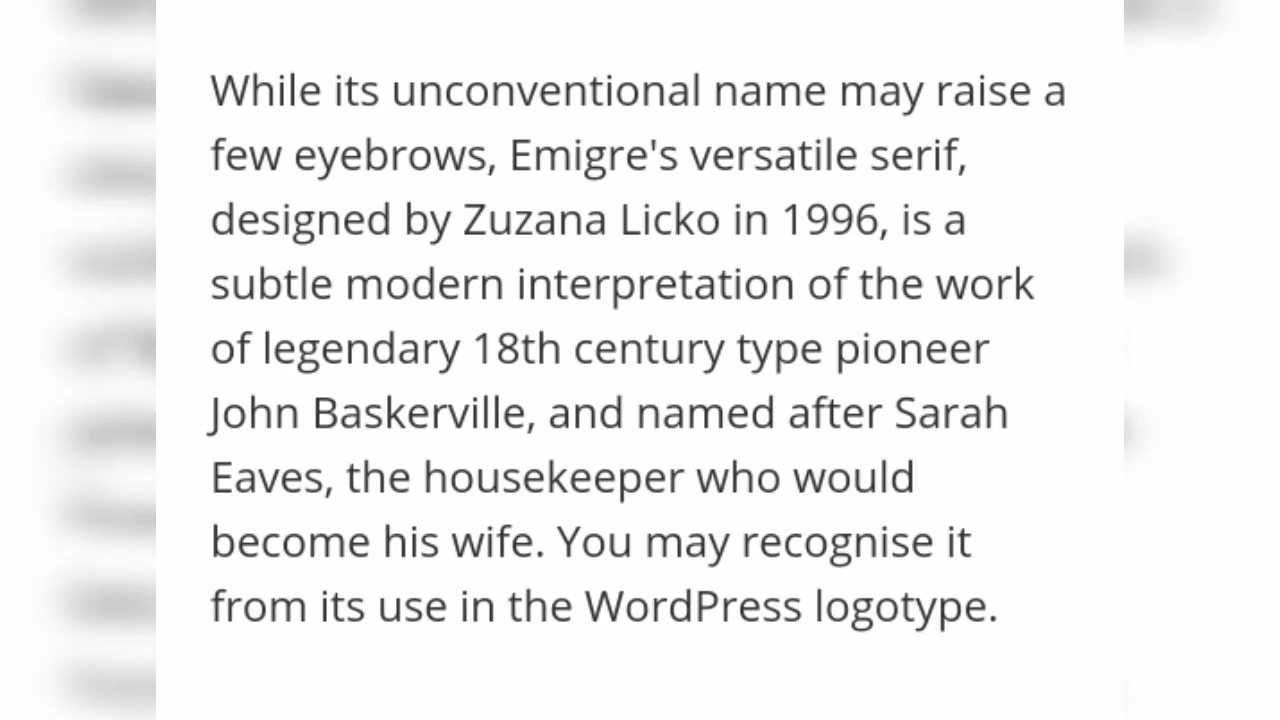 While its unconventional name may raise a
few eyebrows, Emigre's versatile serif,
designed by Zuzana Licko in 1996, is a
subtle modern interpretation of the work
of legendary 18th century type pioneer
John Baskerville, and named after Sarah
Eaves, the housekeeper who would
become his wife. You may recognise it
from its use in the WordPress logotype.